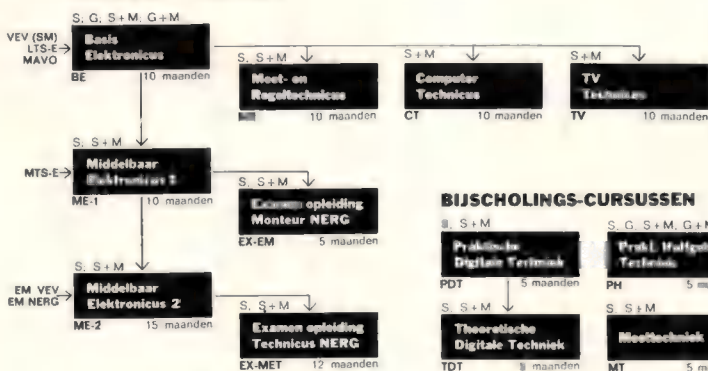 S, G, S+M, G+M
VEV (SM)
LTS-E
MAVO
Basis
Elektronicus
BE 10 maanden
S, S+M
Meet- en
Regeltechnicus
10 maanden
S+M
Computer
Technicus
CT 10 maanden
S+M
TV
TV 10 maanden
S, S+M
MTS-E
Middelbaar
ME-1 10 maanden
S, S+M
opleiding
Monteur NERG
EX-EM 5 maanden
S, S+M
EM VEV
EM NERG
Middelbaar
Elektronicus 2
ME-2 15 maanden
S, S+M
Examen opleiding
Technicus NERG
EX-MET 12 maanden
BIJSCHOLINGS-CURSUSSEN
S+M
Digitale Techniek
PDT 5 maanden
S, G, S+M, G+M
PH 5
S, S+M
Theoretische
Digitale Techniek
TDT maanden
S, S+M
Meettechniek
MT 5